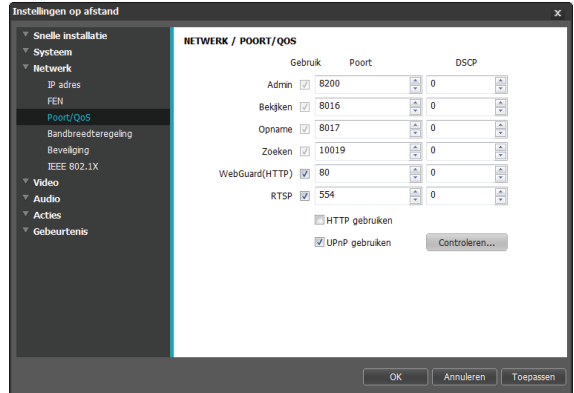 Instellingen op afstand x
Snelle installatie
Systeem
Netwerk
IP adres
FEN
Poort/QoS
Bandbreedteregeling
Beveiliging
IEEE 802.1X
Video
Audio
Acties
Gebeurtenis
NETWERK / POORT/QOS
Gebruik Poort DSCP
Admin 8200 0
Bekijken 8016 0
Opname 8017 0
Zoeken 10019 0
WebGuard(HTTP) 80 0
RTSP 554 0
HTTP gebruiken
UPnP gebruiken Controleren...
OK Annuleren Toepassen